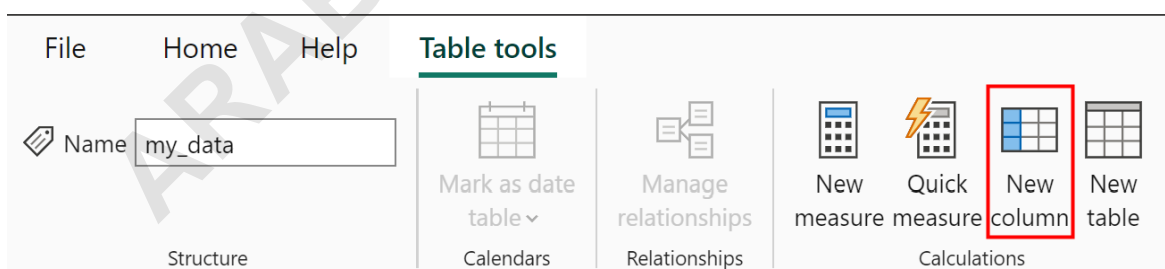 File Home Help Table tools
Name my_data
Mark as date table
Manage relationships
New measure
Quick measure
New column
New table
Structure Calendars Relationships Calculations